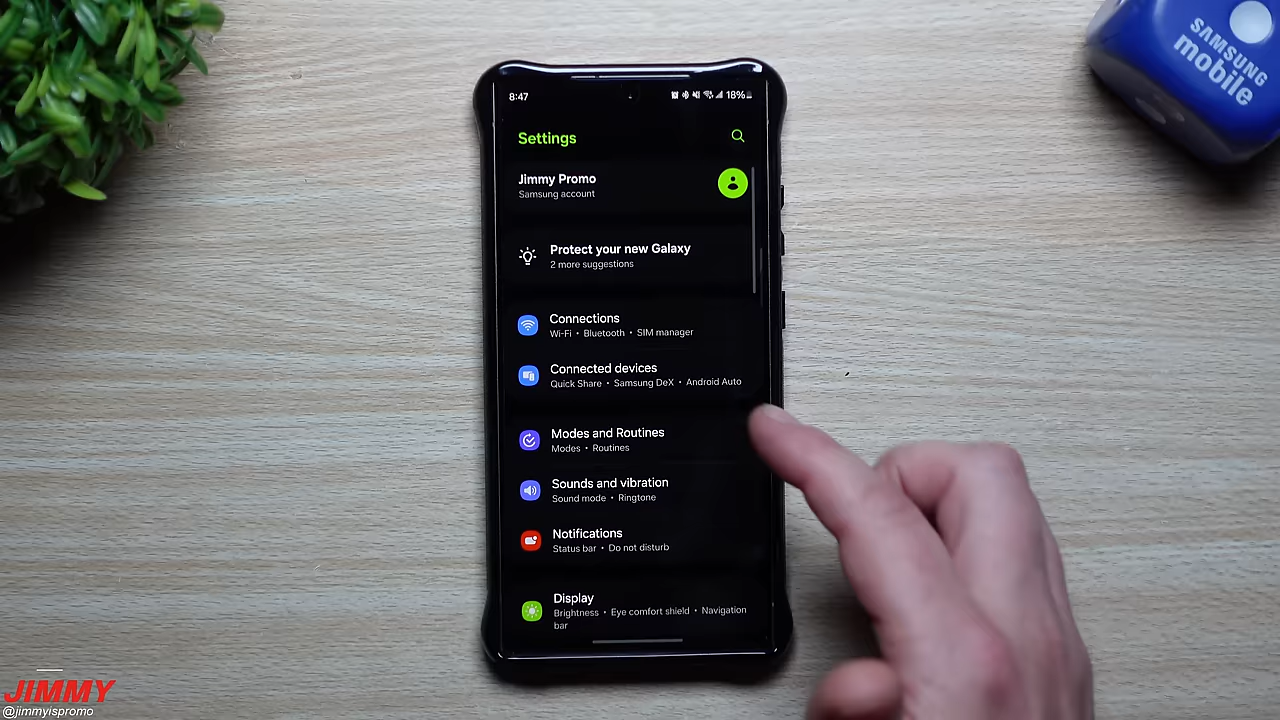 SAMSUNG
mobile
8:47
18%
Settings
Jimmy Promo
Samsung account
Protect your new Galaxy
2 more suggestions
Connections
Wi-Fi • Bluetooth • SIM manager
Connected devices
Quick Share • Samsung DeX • Android Auto
Modes and Routines
Modes • Routines
Sounds and vibration
Sound mode • Ringtone
Notifications
Status bar • Do not disturb
Display
Brightness • Eye comfort shield • Navigation
bar
JIMMY
@jimmyispromo